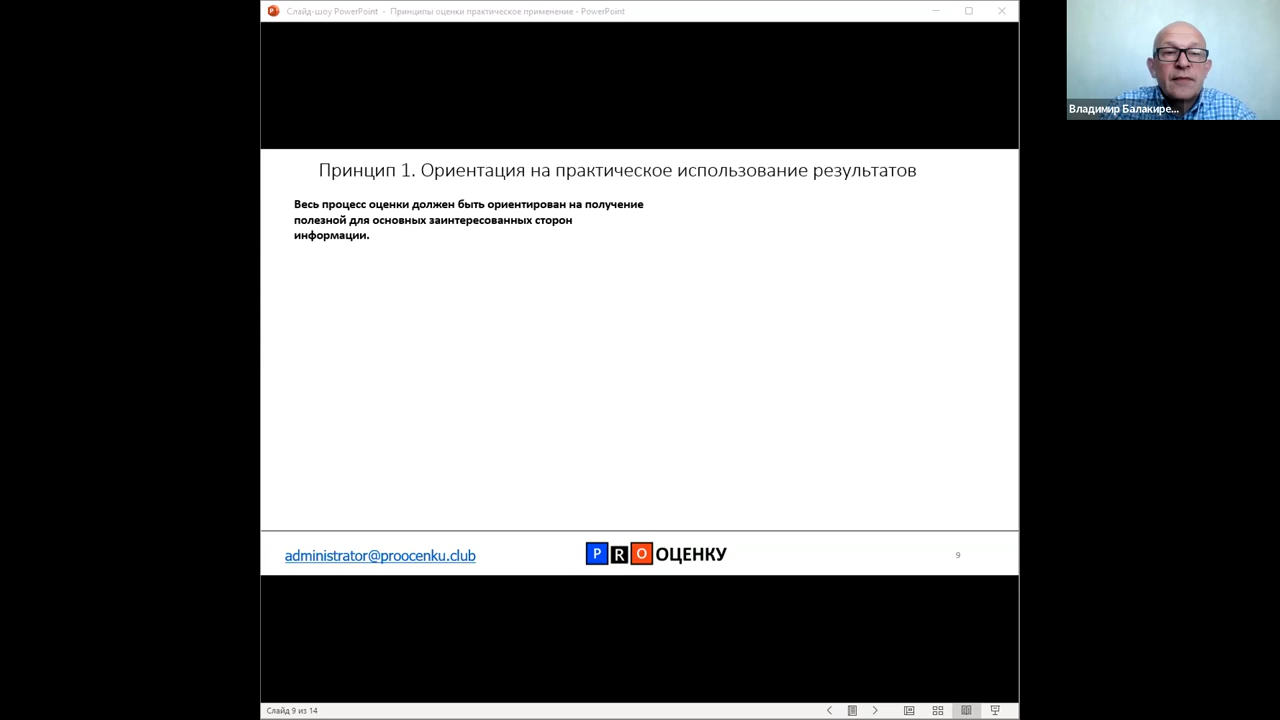 Слайд-шоу PowerPoint - Принципы оценки практическое применение - PowerPoint
Владимир Балакире...
Принцип 1. Ориентация на практическое использование результатов
Весь процесс оценки должен быть ориентирован на получение
полезной для основных заинтересованных сторон
информации.
administrator@proocenku.club
PRO ОЦЕНКУ
9
Слайд 9 из 14